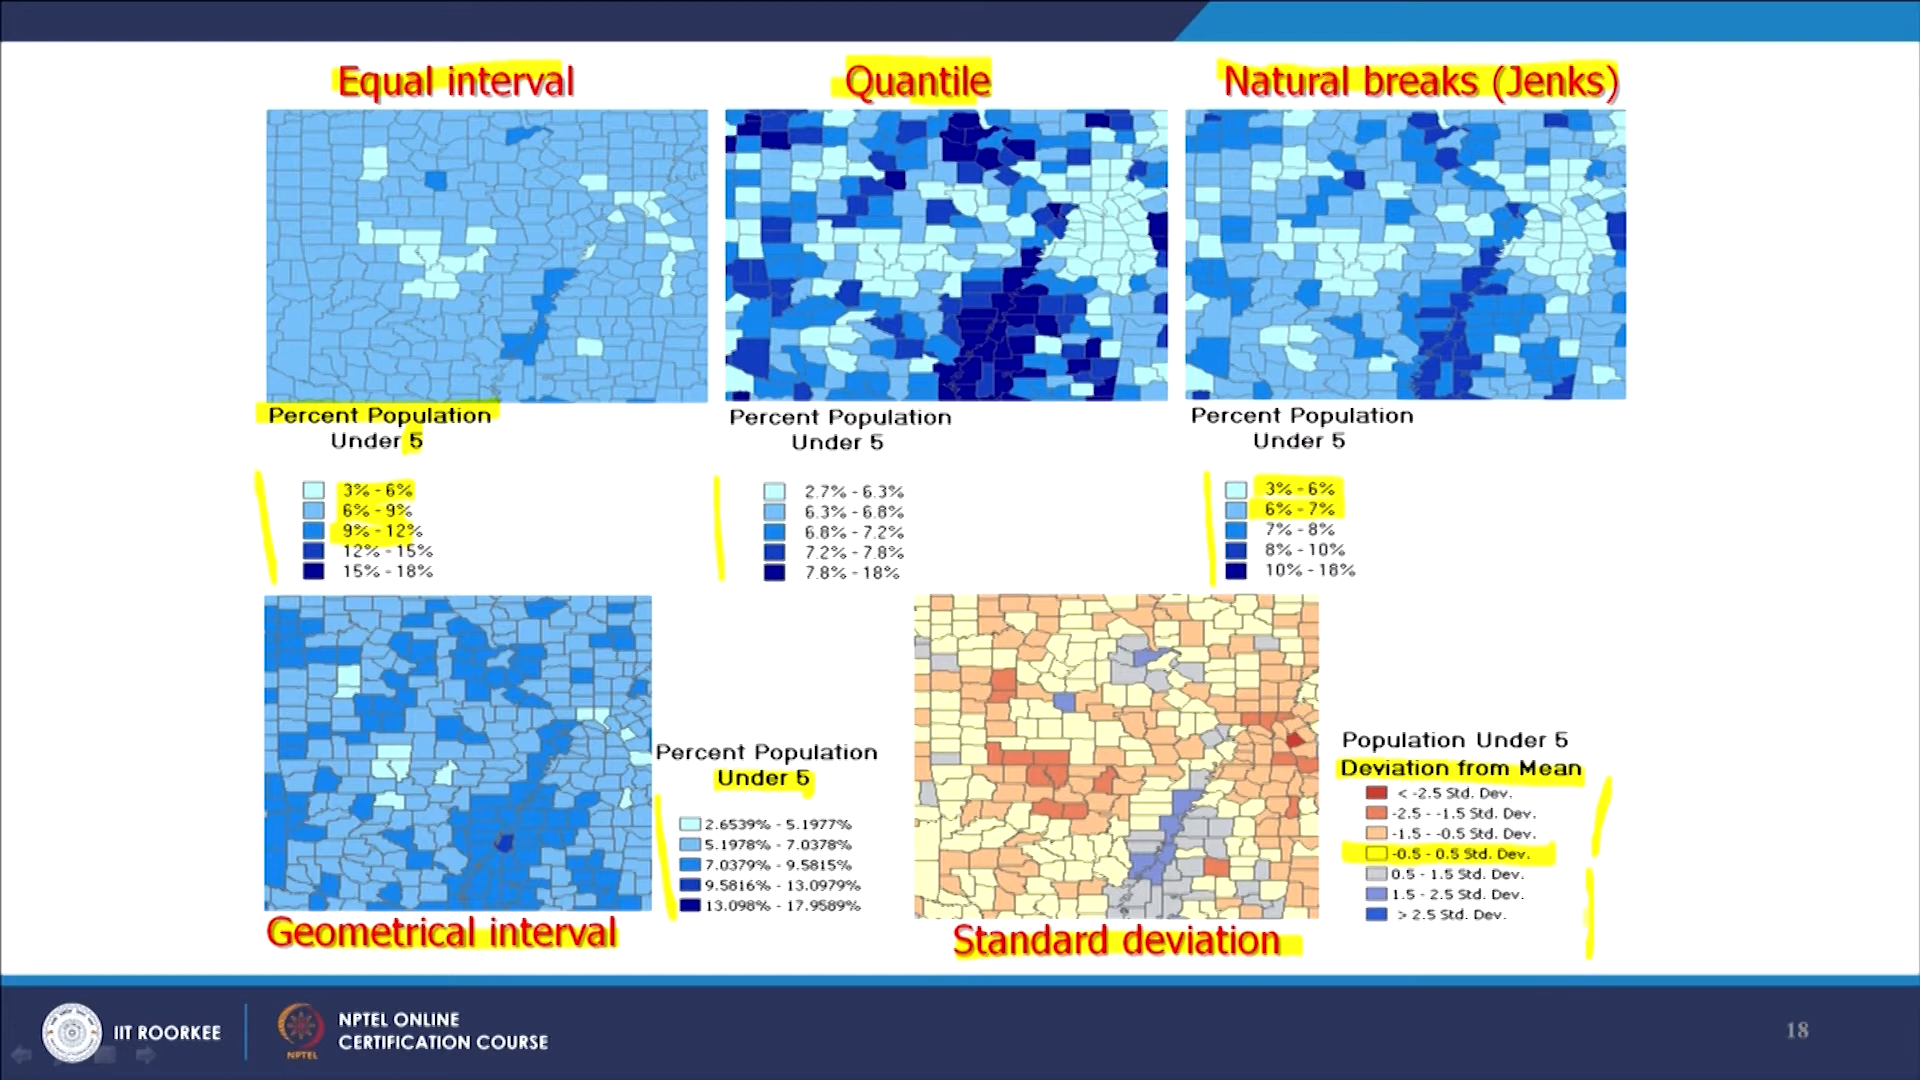 Equal interval
Quantile
Natural breaks (Jenks)
Percent Population
Under 5
3% - 6%
6% - 9%
9% - 12%
12% - 15%
15% - 18%
Percent Population
Under 5
2.7% - 6.3%
6.3% - 6.8%
6.8% - 7.2%
7.2% - 7.8%
7.8% - 18%
Percent Population
Under 5
3% - 6%
6% - 7%
7% - 8%
8% - 10%
10% - 18%
Percent Population
Under 5
2.6539% - 5.1977%
5.1978% - 7.0378%
7.0379% - 9.5815%
9.5816% - 13.0979%
13.098% - 17.9589%
Geometrical interval
Population Under 5
Deviation from Mean
< -2.5 Std. Dev.
-2.5 - -1.5 Std. Dev.
-1.5 - -0.5 Std. Dev.
-0.5 - 0.5 Std. Dev.
0.5 - 1.5 Std. Dev.
1.5 - 2.5 Std. Dev.
> 2.5 Std. Dev.
Standard deviation
IIT ROORKEE
NPTEL
NPTEL ONLINE
CERTIFICATION COURSE
18